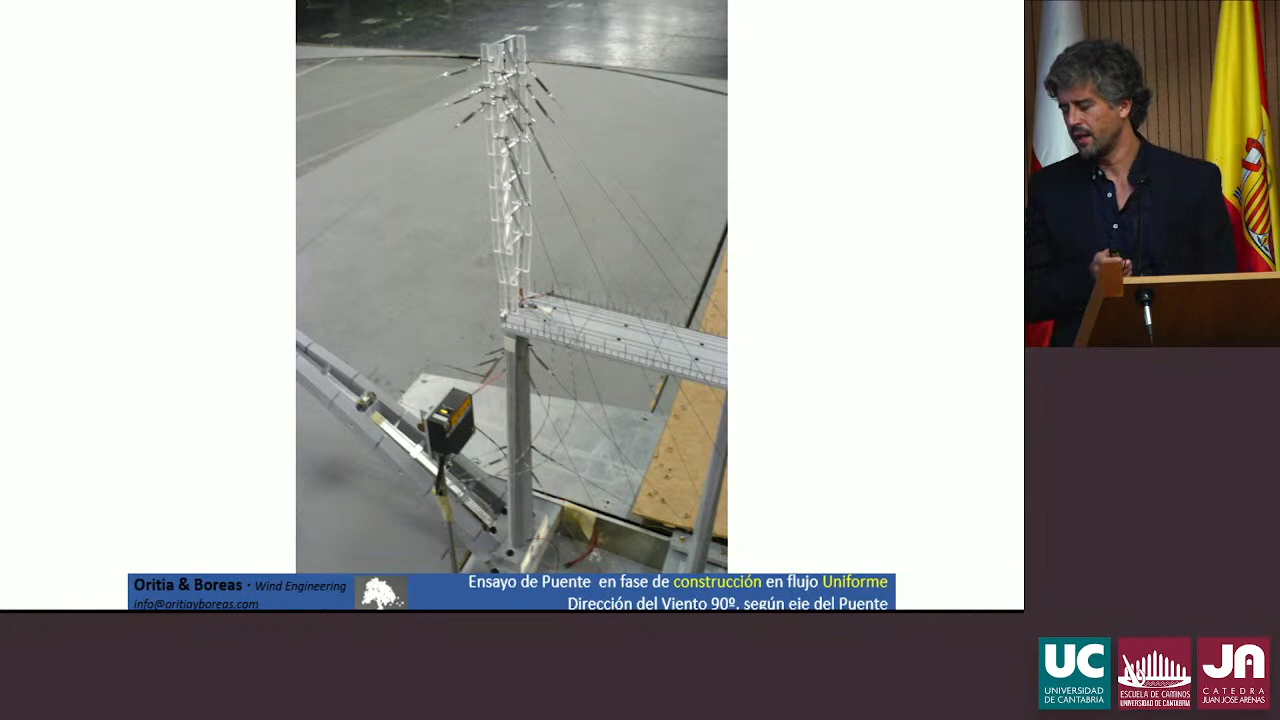 Oritia & Boreas · Wind Engineering
info@oritiayboreas.com
Ensayo de Puente en fase de construcción en flujo Uniforme
Dirección del Viento 90º, según eje del Puente
UC
UNIVERSIDAD
DE CANTABRIA
ESCUELA DE CAMINOS
UNIVERSIDAD DE CANTABRIA
JA
CATEDRA
JUAN JOSE ARENAS